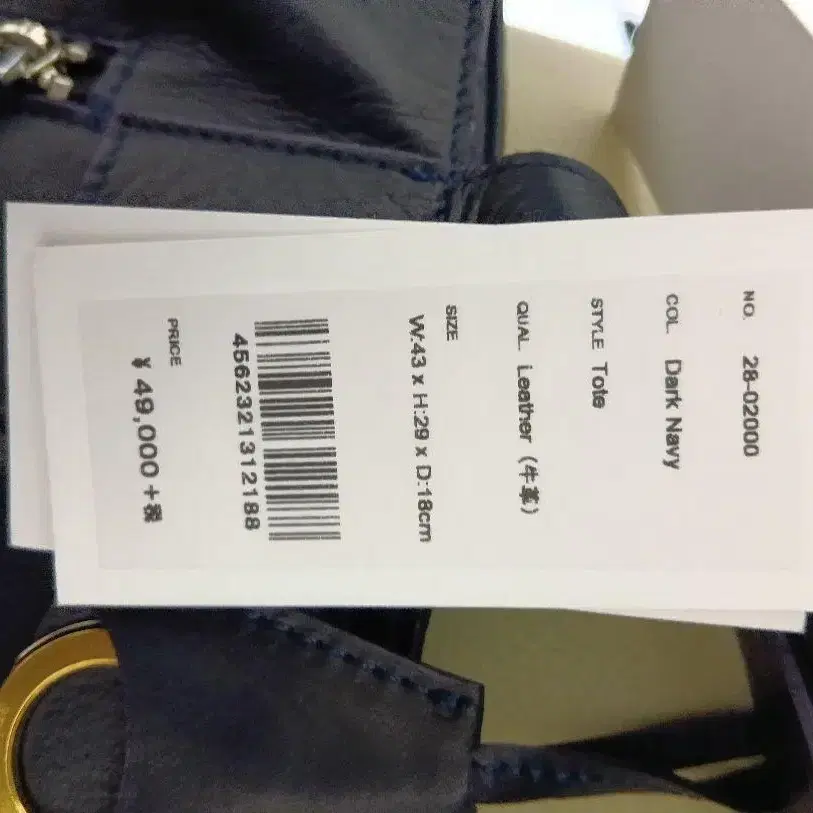 NO. 28-02000
COL. Dark Navy
STYLE Tote
QUAL. Leather (牛革)
SIZE
W:43 x H:29 x D:18cm
4562321312188
PRICE
¥ 49,000+税